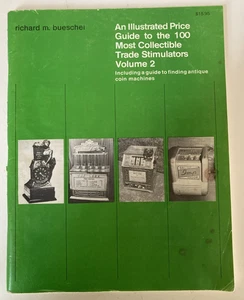 richard m. bueschel
An Illustrated Price
Guide to the 100
Most Collectible
Trade Stimulators
Volume 2
Including a guide to finding antique
coin machines